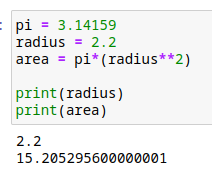 : pi = 3.14159
radius = 2.2
area = pi*(radius**2)
print(radius)
print(area)
2.2
15.205295600000001